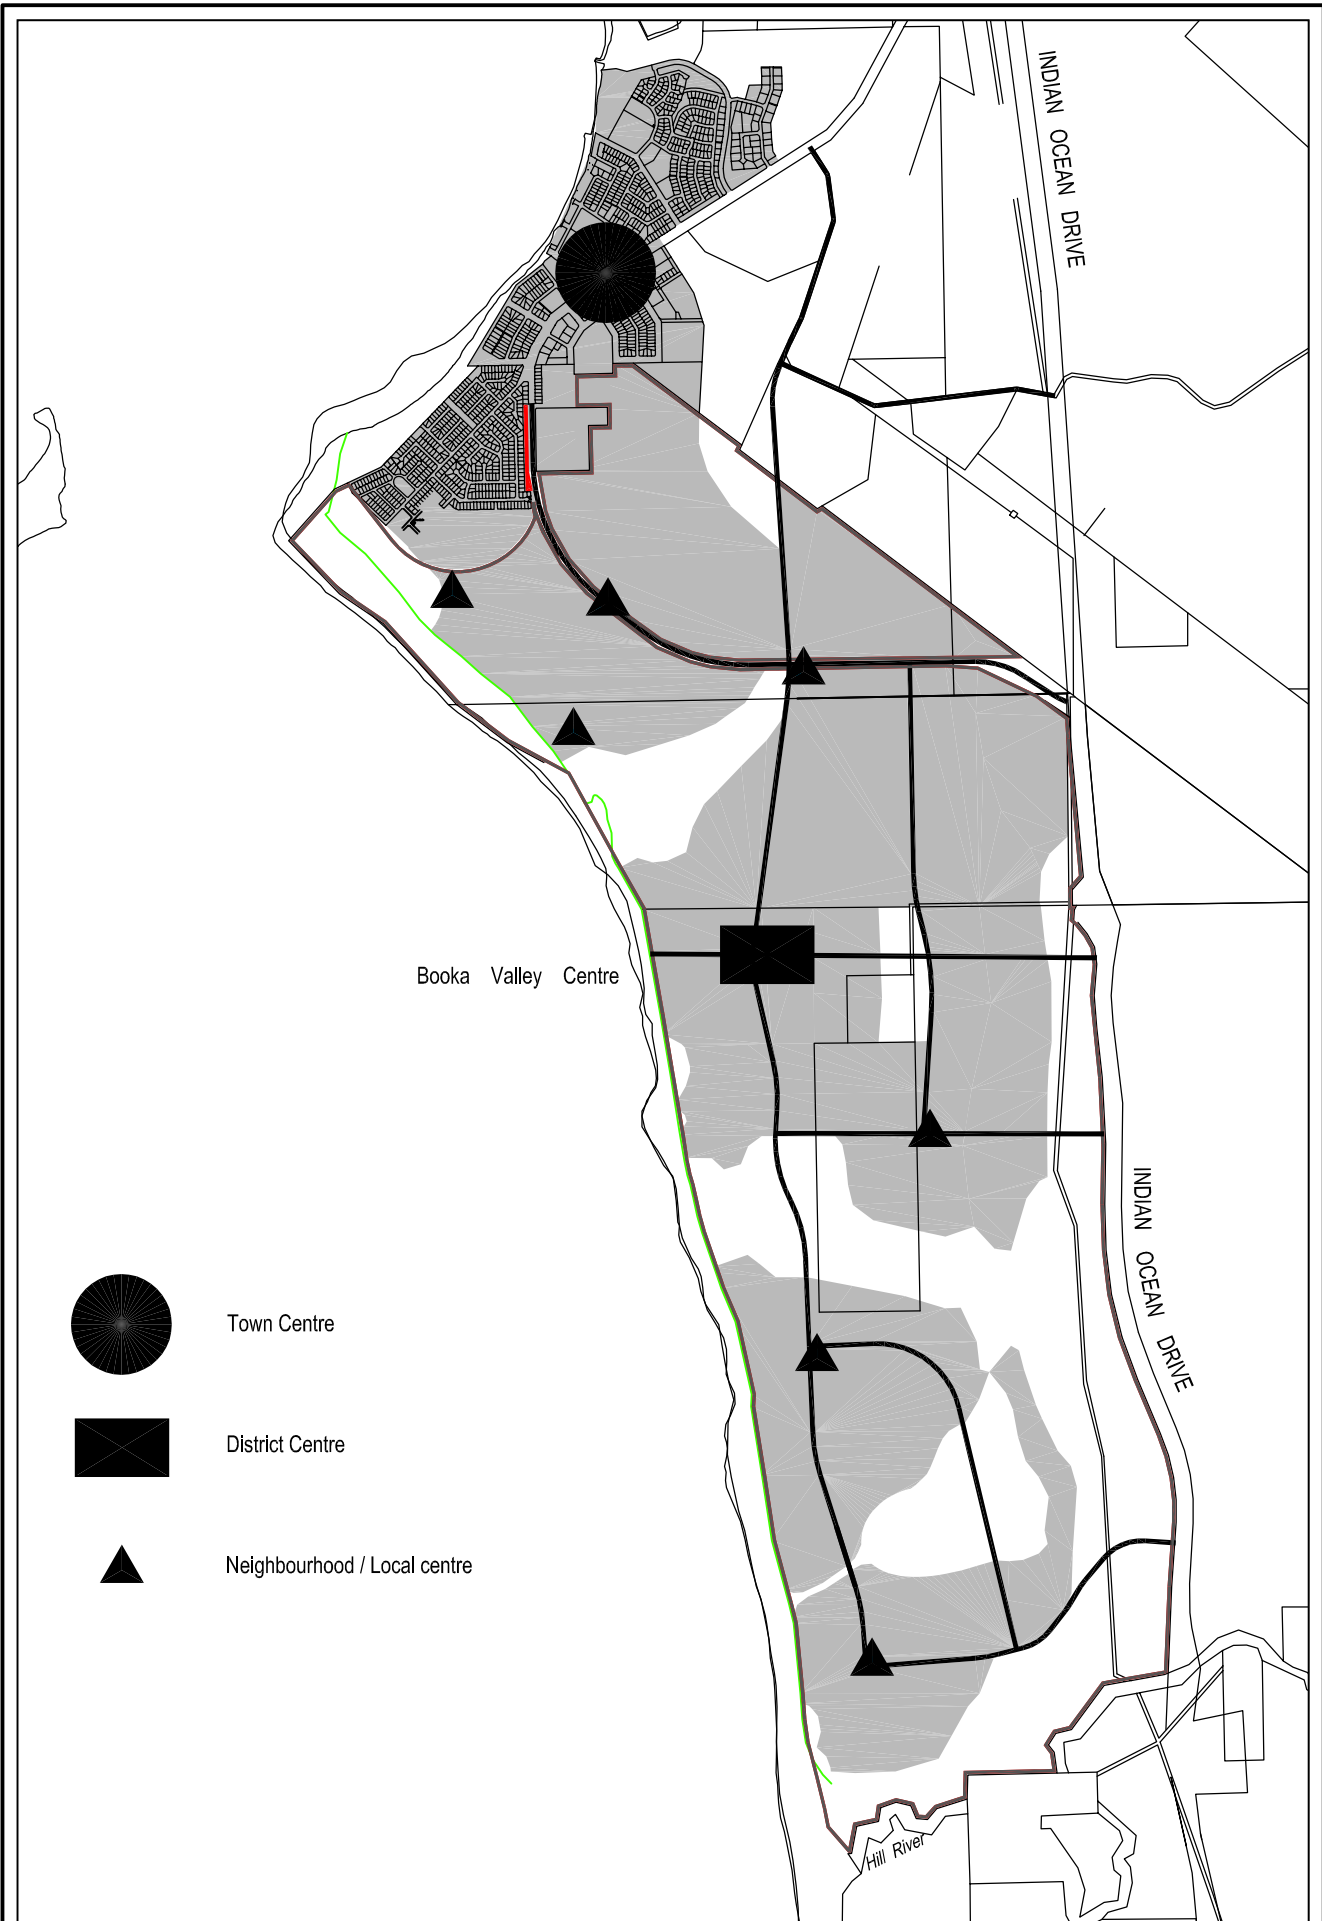 INDIAN OCEAN DRIVE
Booka Valley Centre
INDIAN OCEAN DRIVE
Town Centre
District Centre
Neighbourhood / Local centre
Hill River